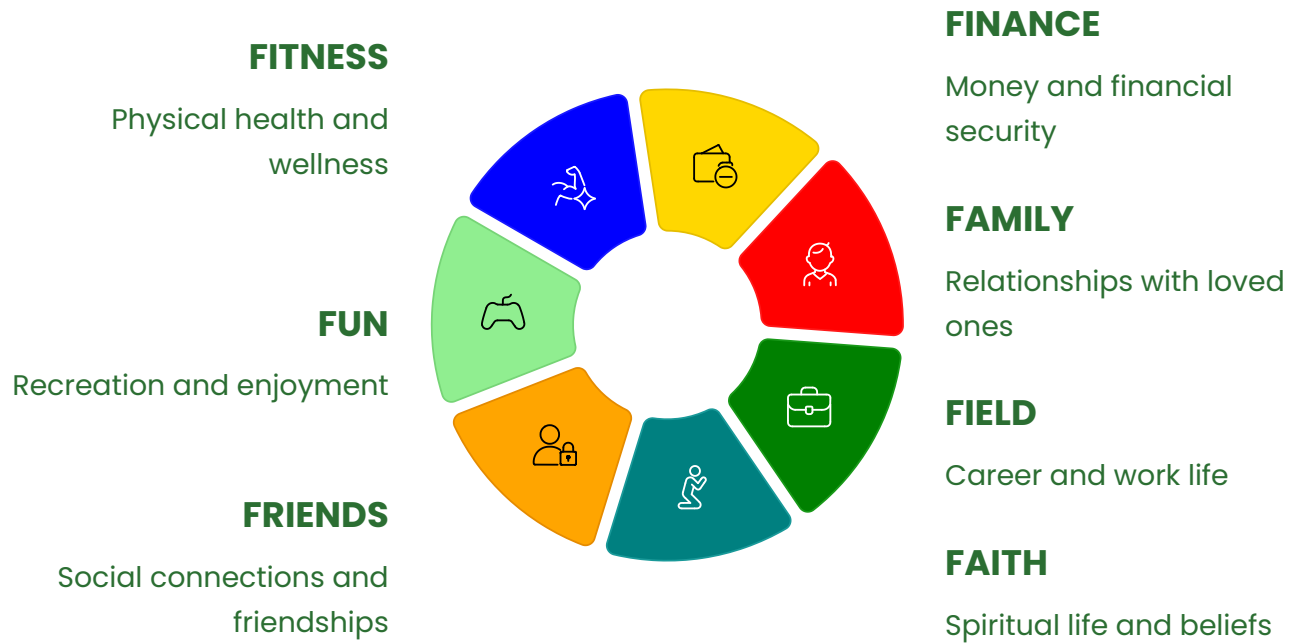 FITNESS
Physical health and
wellness
FUN
Recreation and enjoyment
FRIENDS
Social connections and
friendships
FINANCE
Money and financial
security
FAMILY
Relationships with loved
ones
FIELD
Career and work life
FAITH
Spiritual life and beliefs